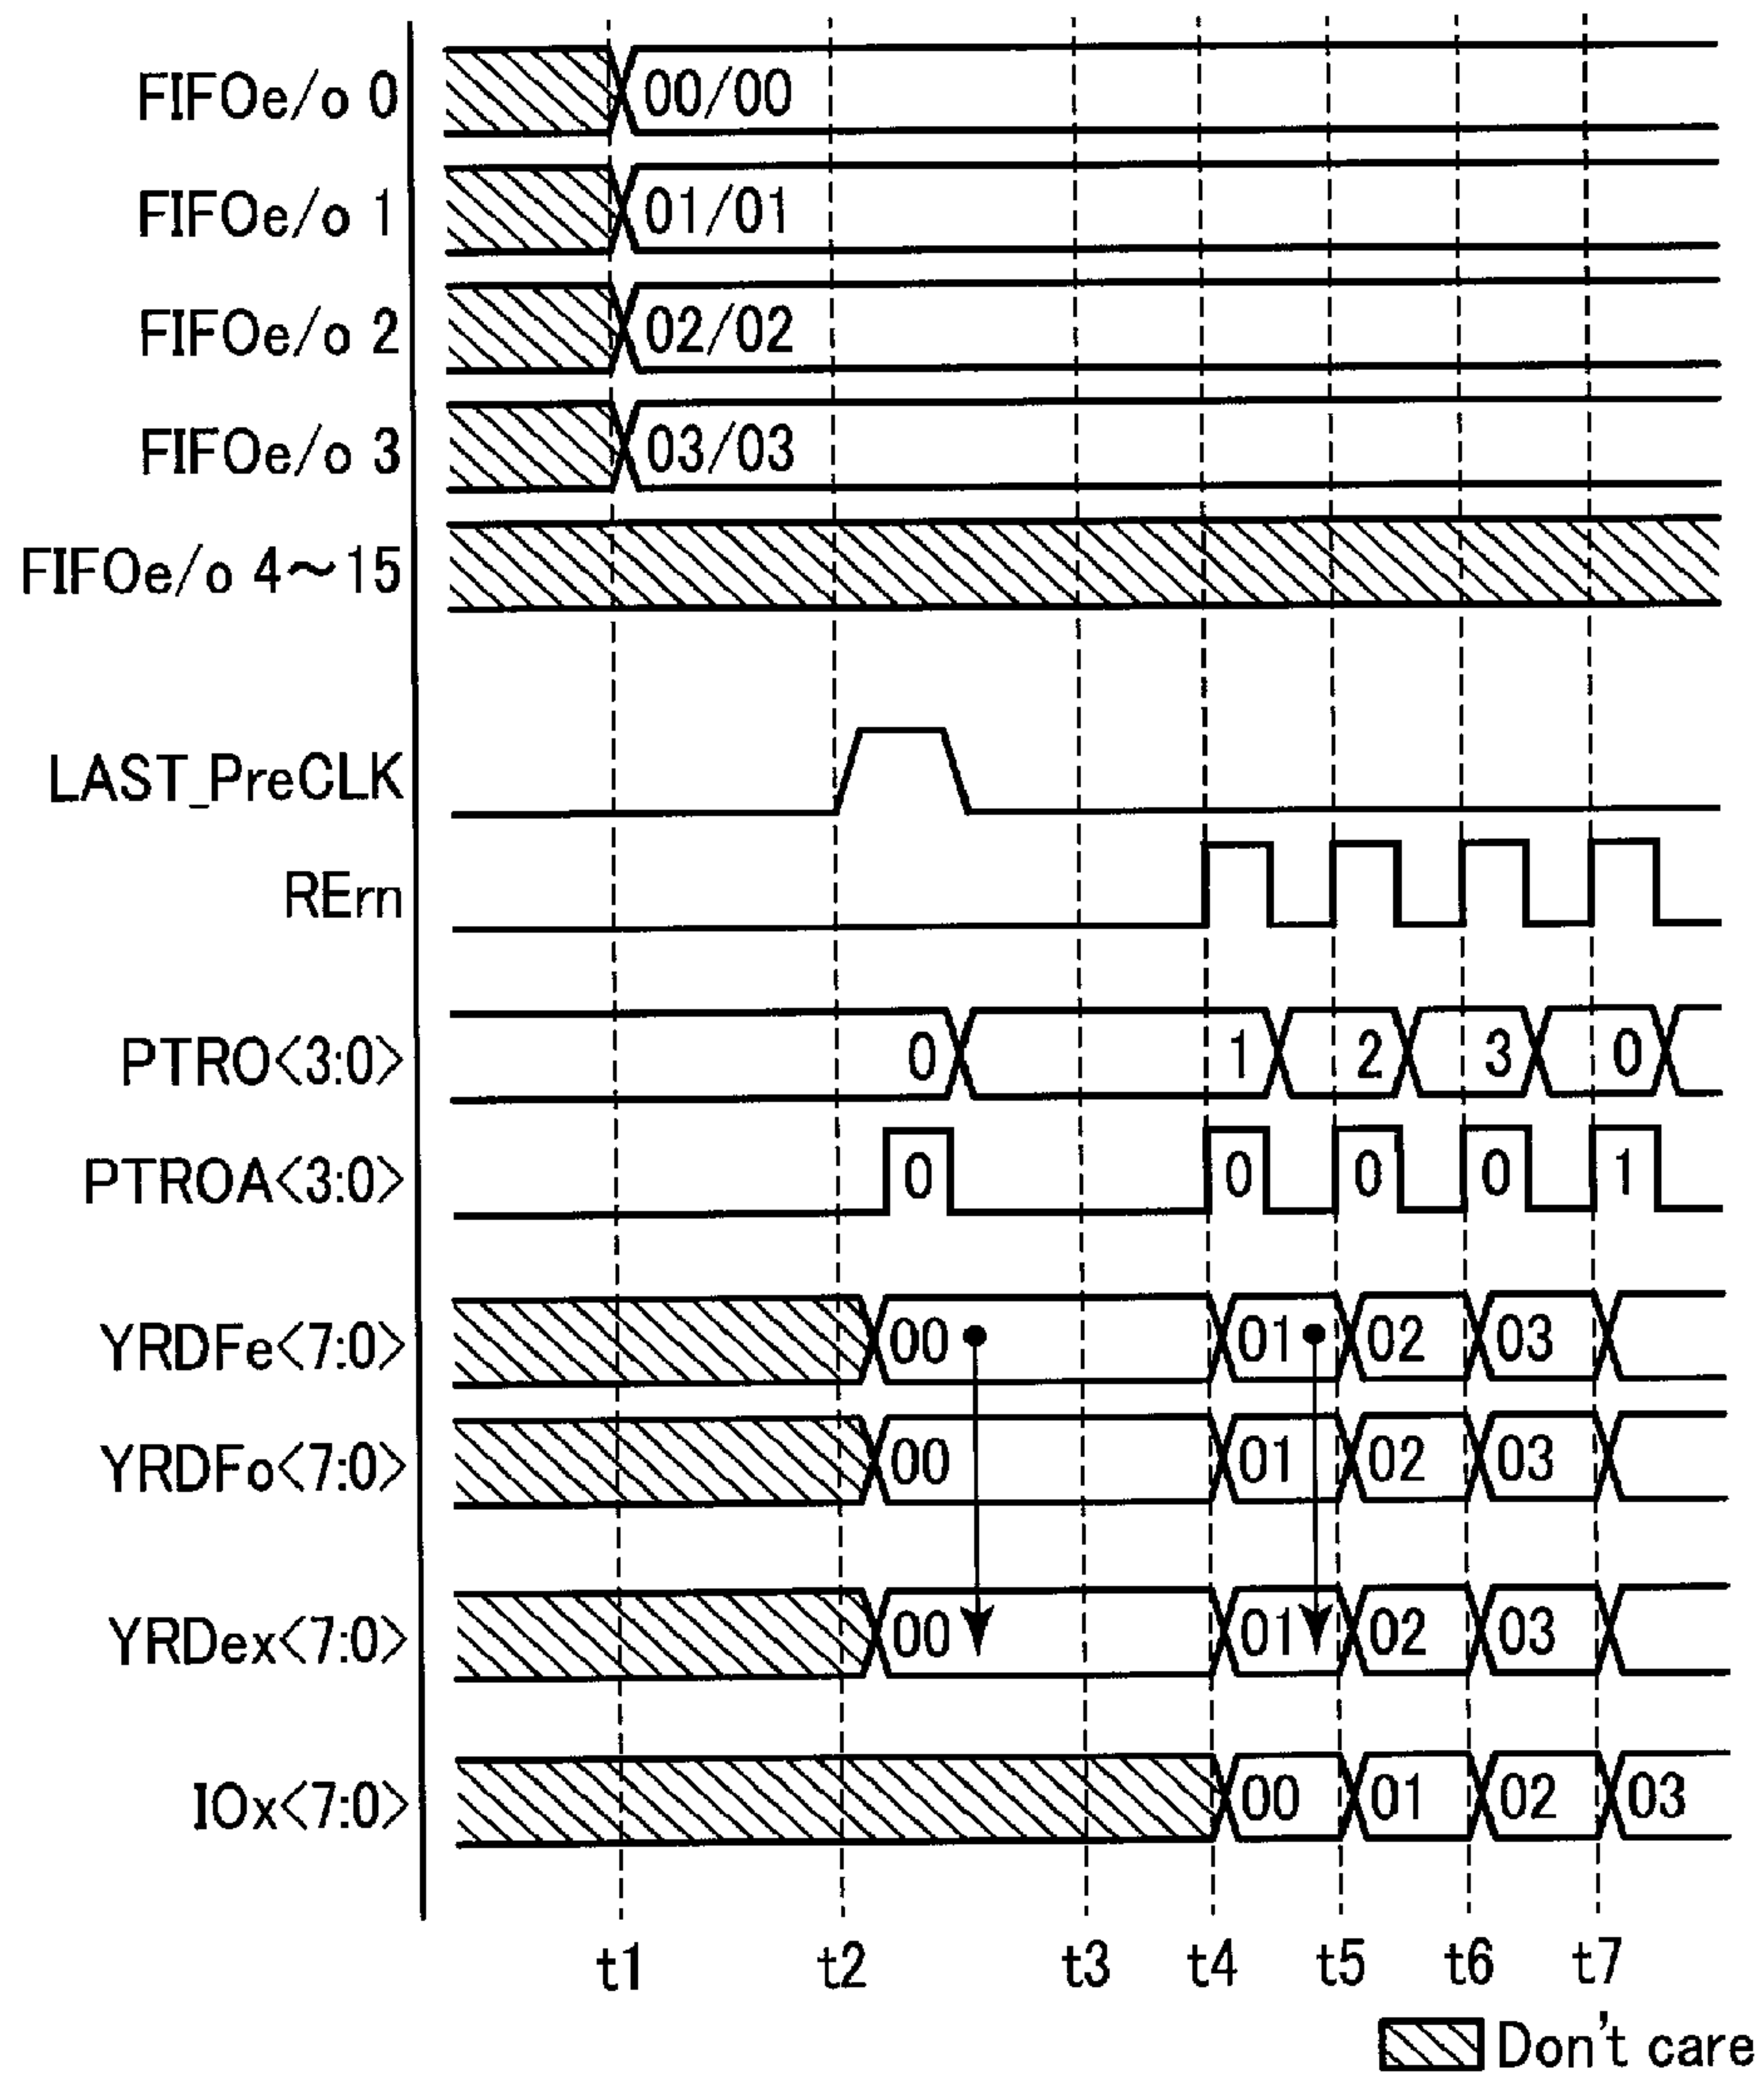 FIFOe/o 0 00/00
FIFOe/o 1 01/01
FIFOe/o 2 02/02
FIFOe/o 3 03/03
FIFOe/o 4～15
LAST_PreCLK
RErn
PTRO<3:0> 0 1 2 3 0
PTROA<3:0> 0 0 0 0 1
YRDFe<7:0> 00 01 02 03
YRDFo<7:0> 00 01 02 03
YRDex<7:0> 00 01 02 03
IOx<7:0> 00 01 02 03
t1 t2 t3 t4 t5 t6 t7
Don't care